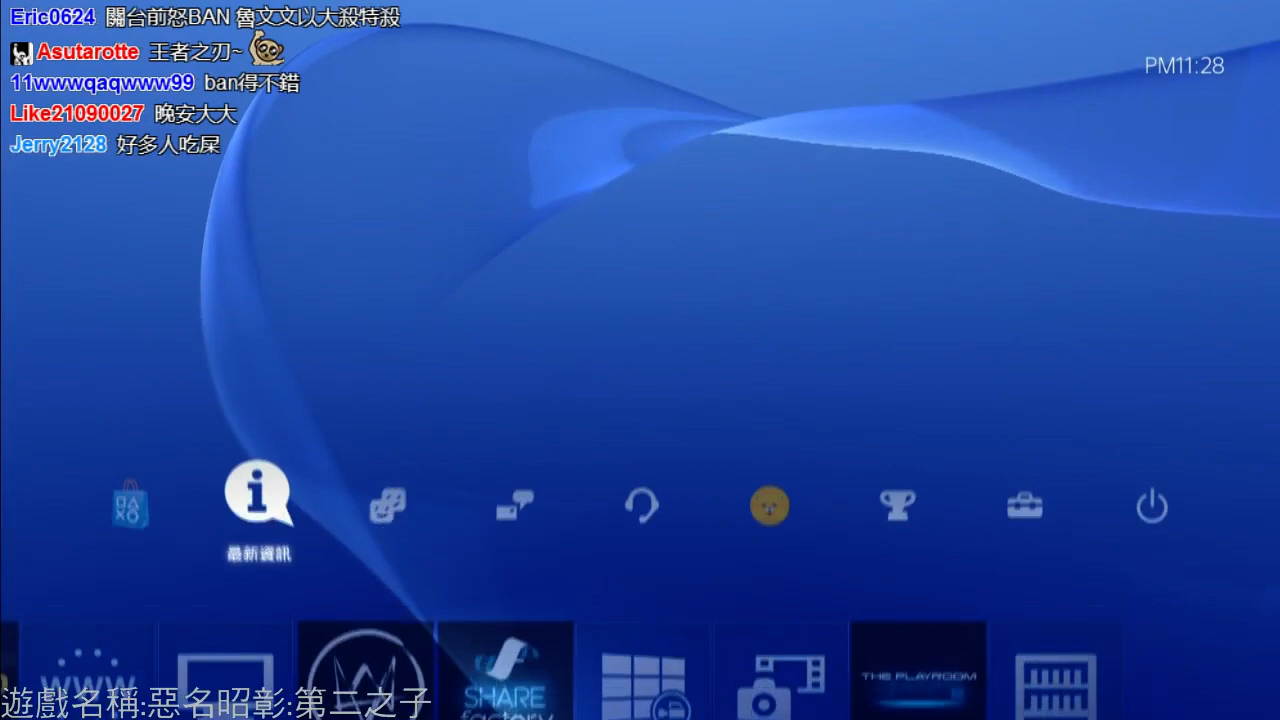 Eric0624 關台前怒BAN 魯文文以大殺特殺
Asutarotte 王者之刃~
11wwwqaqwww99 ban得不錯
Like21090027 晚安大大
Jerry2128 好多人吃屎
PM11:28
最新資訊
www
SHARE
factory
THE PLAYROOM
遊戲名稱:惡名昭彰:第二之子